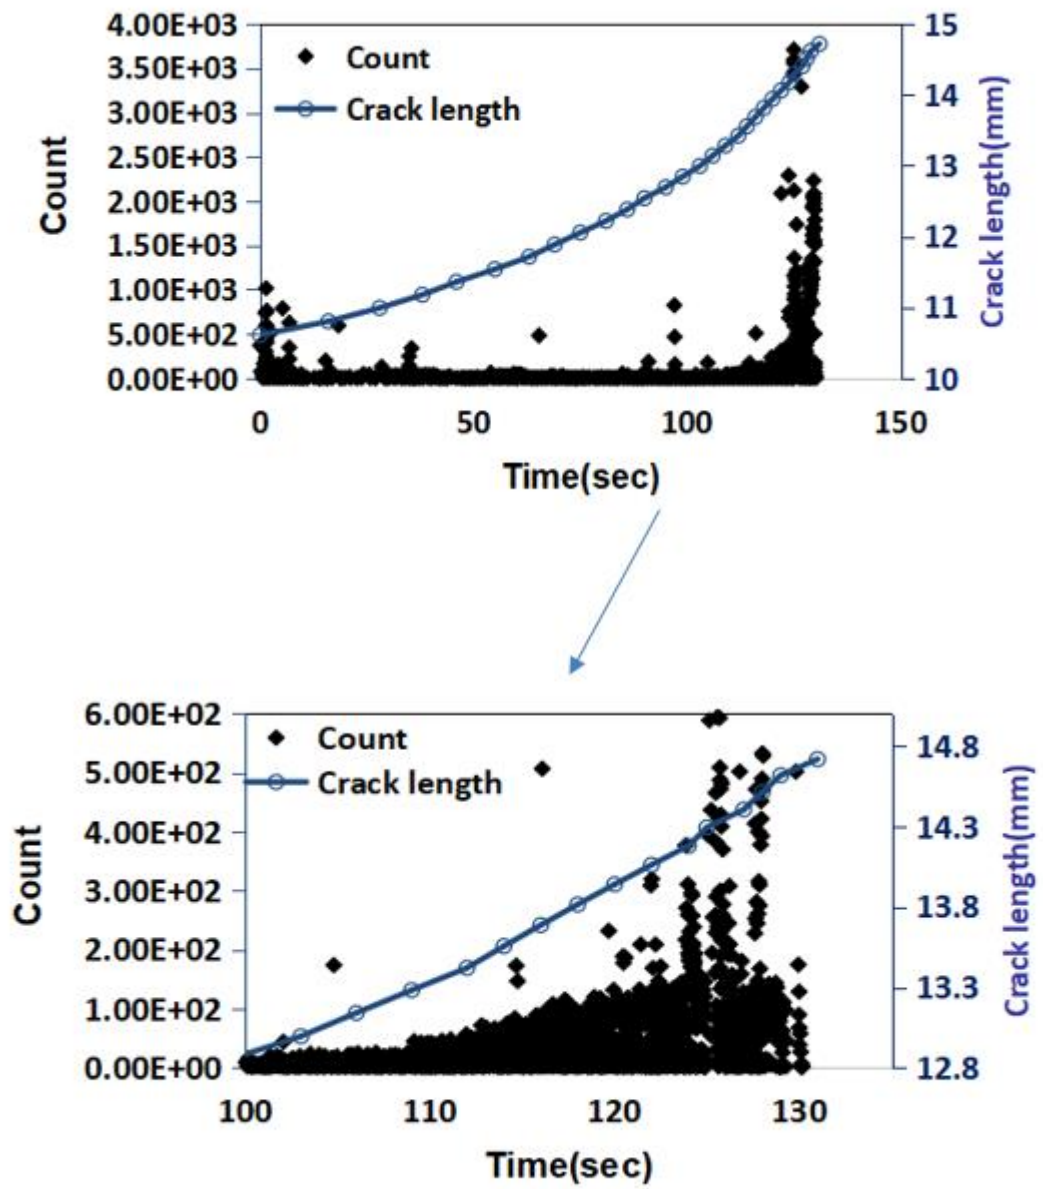 4.00E+03
3.50E+03
3.00E+03
2.50E+03
2.00E+03
1.50E+03
1.00E+03
5.00E+02
0.00E+00
Count
Count
Crack length
15
14
13
12
11
10
Crack length(mm)
0 50 100 150
Time(sec)
6.00E+02
5.00E+02
4.00E+02
3.00E+02
2.00E+02
1.00E+02
0.00E+00
Count
Count
Crack length
14.8
14.3
13.8
13.3
12.8
Crack length(mm)
100 110 120 130
Time(sec)